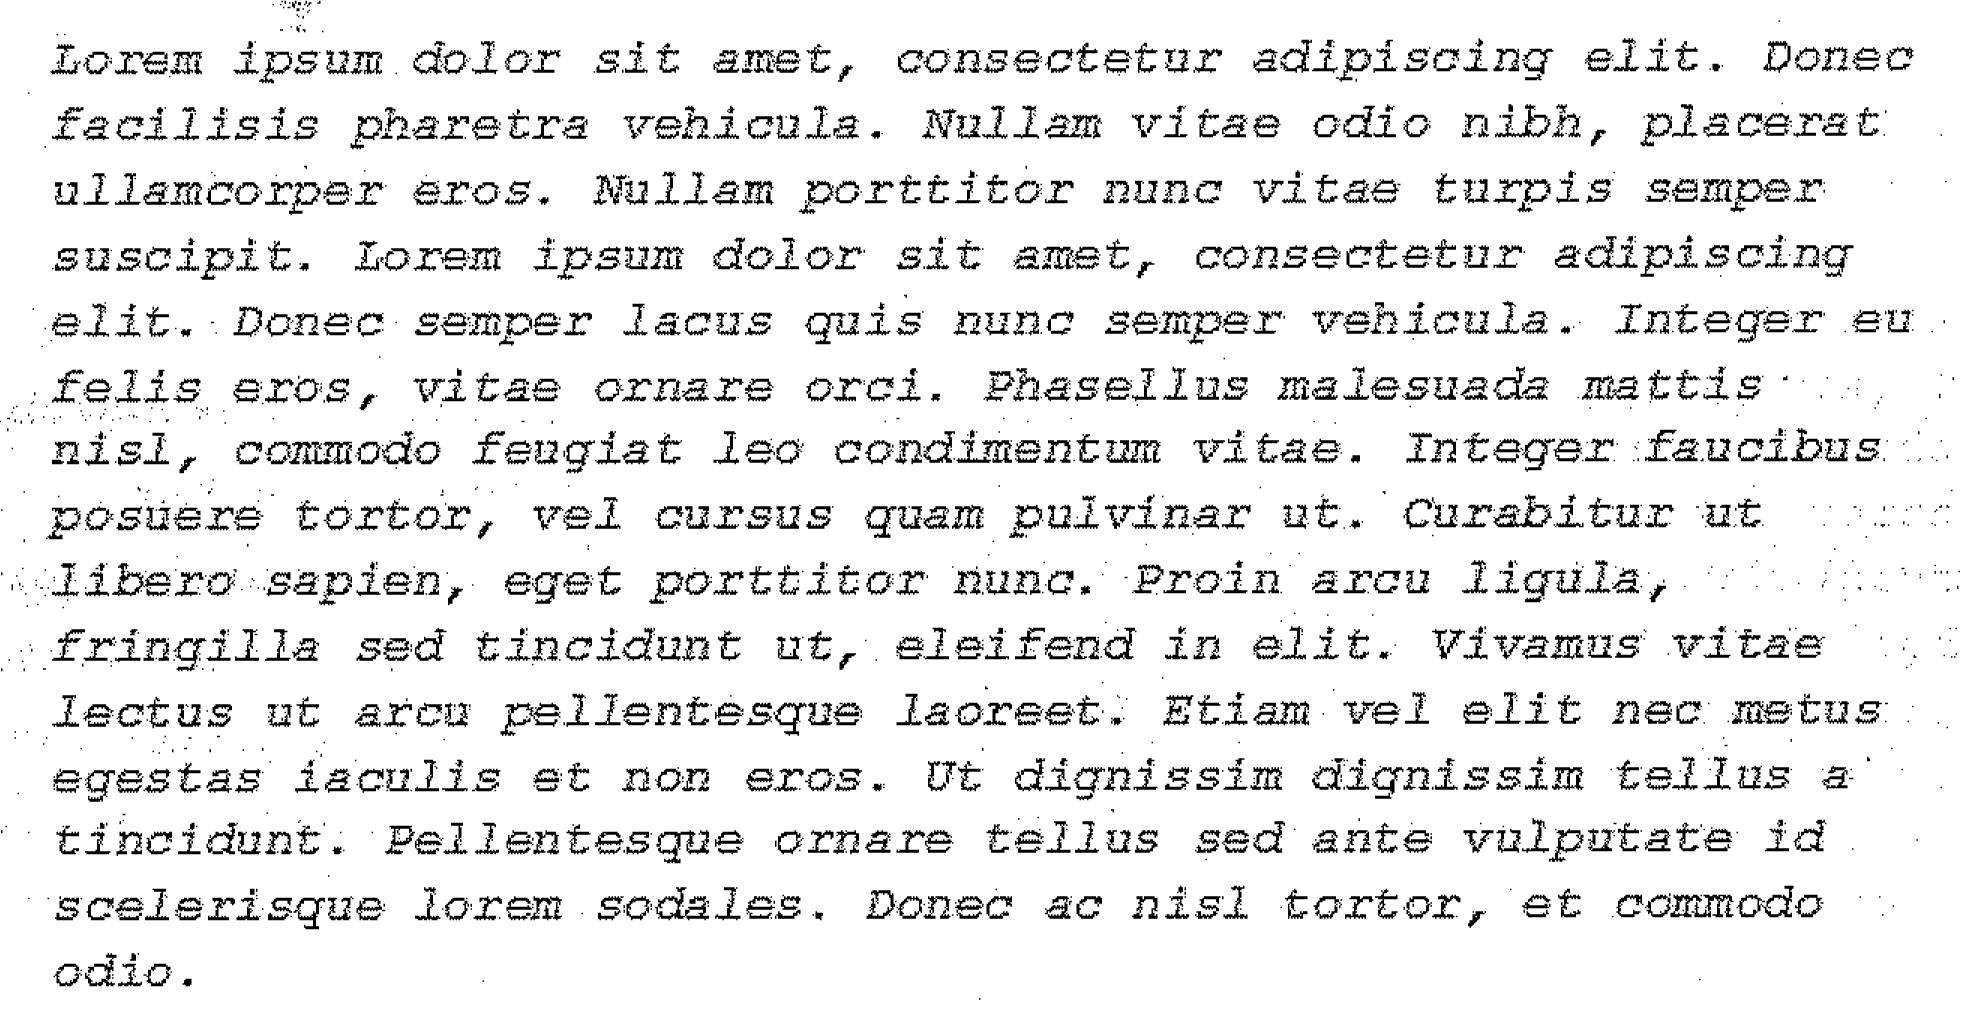 Lorem ipsum dolor sit amet, consectetur adipiscing elit. Donec
facilisis pharetra vehicula. Nullam vitae odio nibh, placerat
ullamcorper eros. Nullam porttitor nunc vitae turpis semper
suscipit. Lorem ipsum dolor sit amet, consectetur adipiscing
elit. Donec semper lacus quis nunc semper vehicula. Integer eu
felis eros, vitae ornare orci. Phasellus malesuada mattis
nisl, commodo feugiat leo condimentum vitae. Integer faucibus
posuere tortor, vel cursus quam pulvinar ut. Curabitur ut
libero sapien, eget porttitor nunc. Proin arcu ligula,
fringilla sed tincidunt ut, eleifend in elit. Vivamus vitae
lectus ut arcu pellentesque laoreet. Etiam vel elit nec metus
egestas iaculis et non eros. Ut dignissim dignissim tellus a
tincidunt. Pellentesque ornare tellus sed ante vulputate id
scelerisque lorem sodales. Donec ac nisl tortor, et commodo
odio.